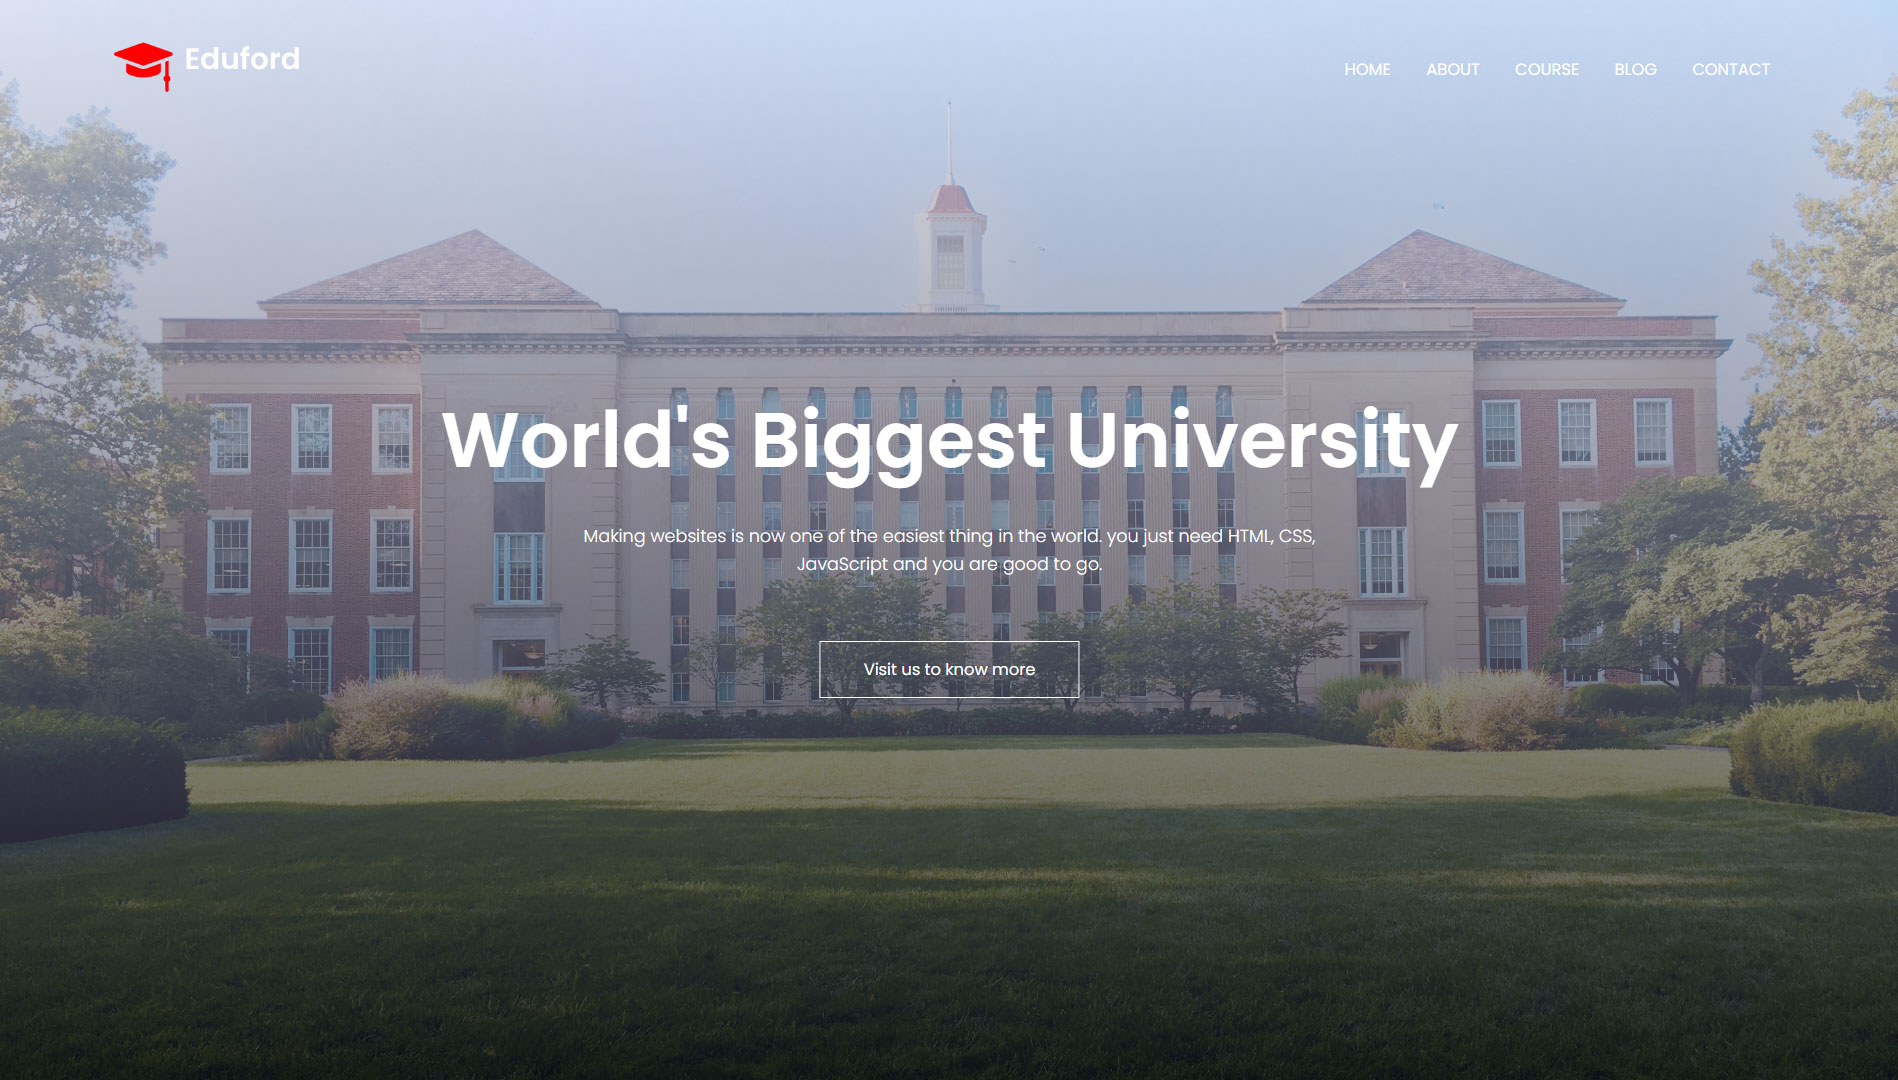 Eduford
HOME ABOUT COURSE BLOG CONTACT
World's Biggest University
Making websites is now one of the easiest thing in the world. you just need HTML, CSS,
JavaScript and you are good to go.
Visit us to know more